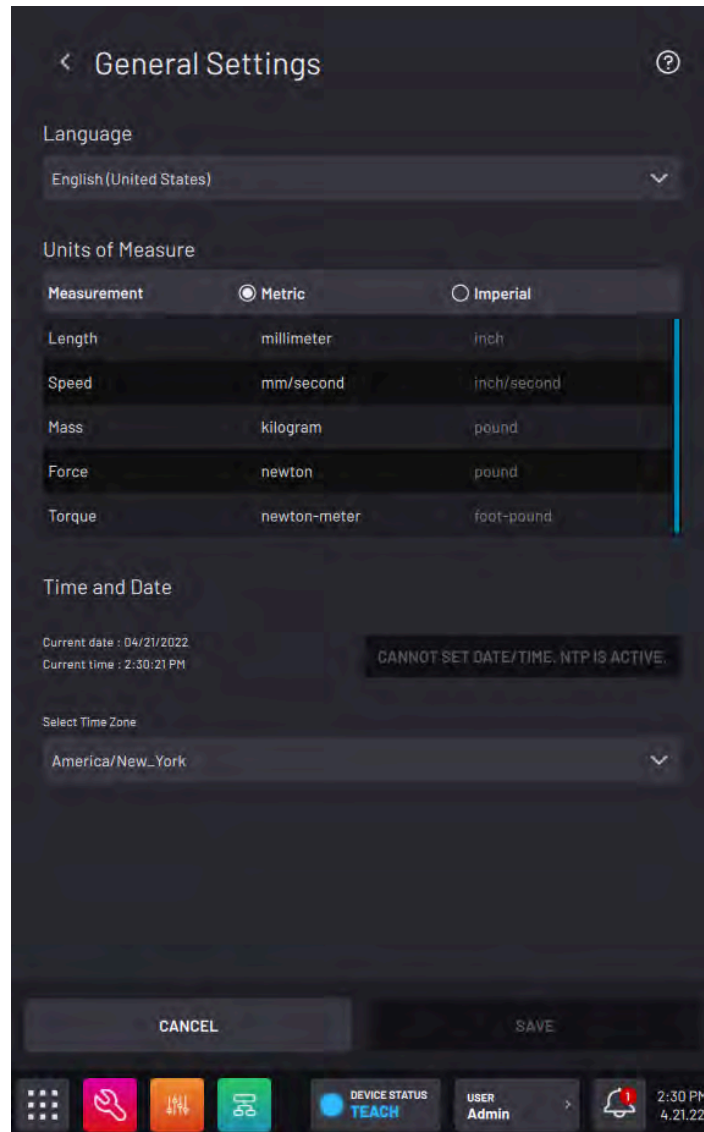 General Settings
?
Language
English (United States)
Units of Measure
Measurement Metric Imperial
Length millimeter inch
Speed mm/second inch/second
Mass kilogram pound
Force newton pound
Torque newton-meter foot-pound
Time and Date
Current date : 04/21/2022
Current time : 2:30:21 PM
CANNOT SET DATE/TIME. NTP IS ACTIVE.
Select Time Zone
America/New_York
CANCEL SAVE
DEVICE STATUS
TEACH
USER
Admin
1
2:30 PM
4.21.22